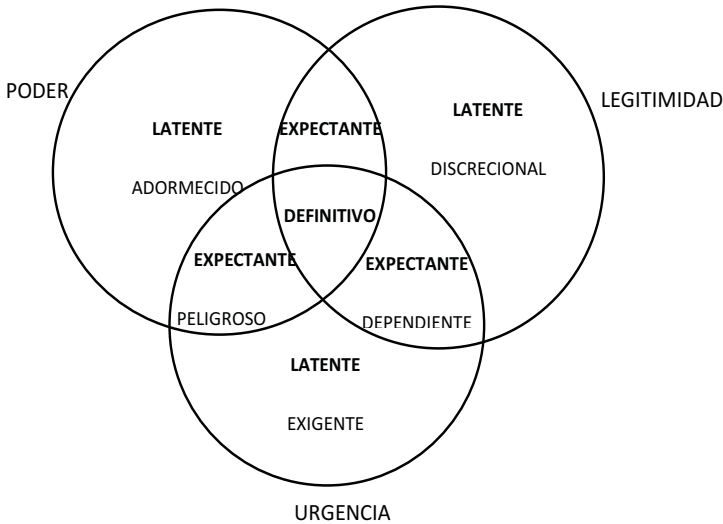 PODER
LEGITIMIDAD
LATENTE
EXPECTANTE
LATENTE
ADORMECIDO
DISCRECIONAL
DEFINITIVO
EXPECTANTE
EXPECTANTE
PELIGROSO
DEPENDIENTE
LATENTE
EXIGENTE
URGENCIA